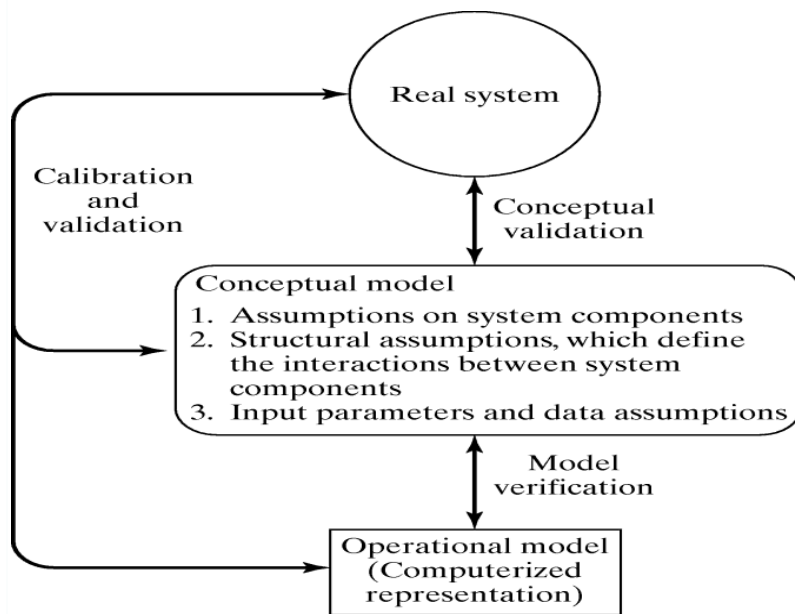 Real system
Calibration
and
validation
Conceptual
validation
Conceptual model
1. Assumptions on system components
2. Structural assumptions, which define
the interactions between system
components
3. Input parameters and data assumptions
Model
verification
Operational model
(Computerized
representation)